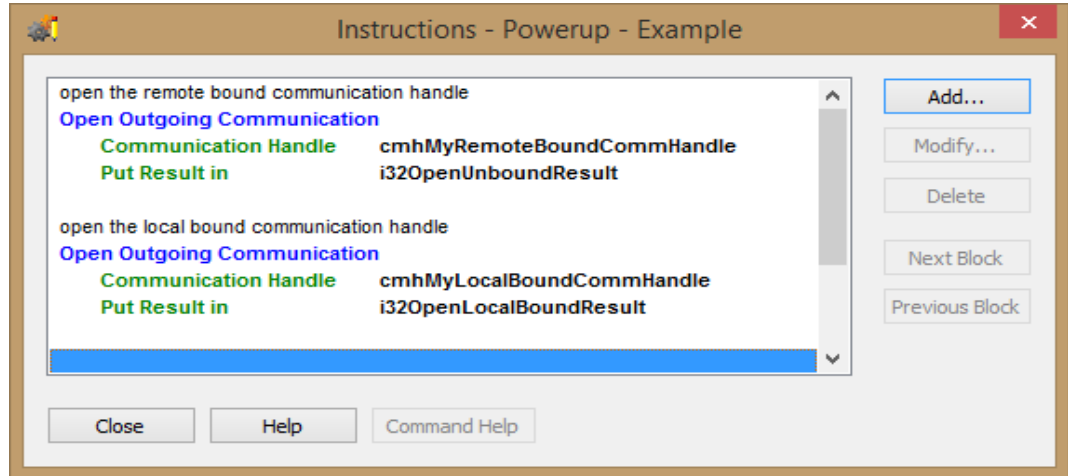 Instructions - Powerup - Example
open the remote bound communication handle
Open Outgoing Communication
Communication Handle cmhMyRemoteBoundCommHandle
Put Result in i32OpenUnboundResult
open the local bound communication handle
Open Outgoing Communication
Communication Handle cmhMyLocalBoundCommHandle
Put Result in i32OpenLocalBoundResult
Add...
Modify...
Delete
Next Block
Previous Block
Close Help Command Help